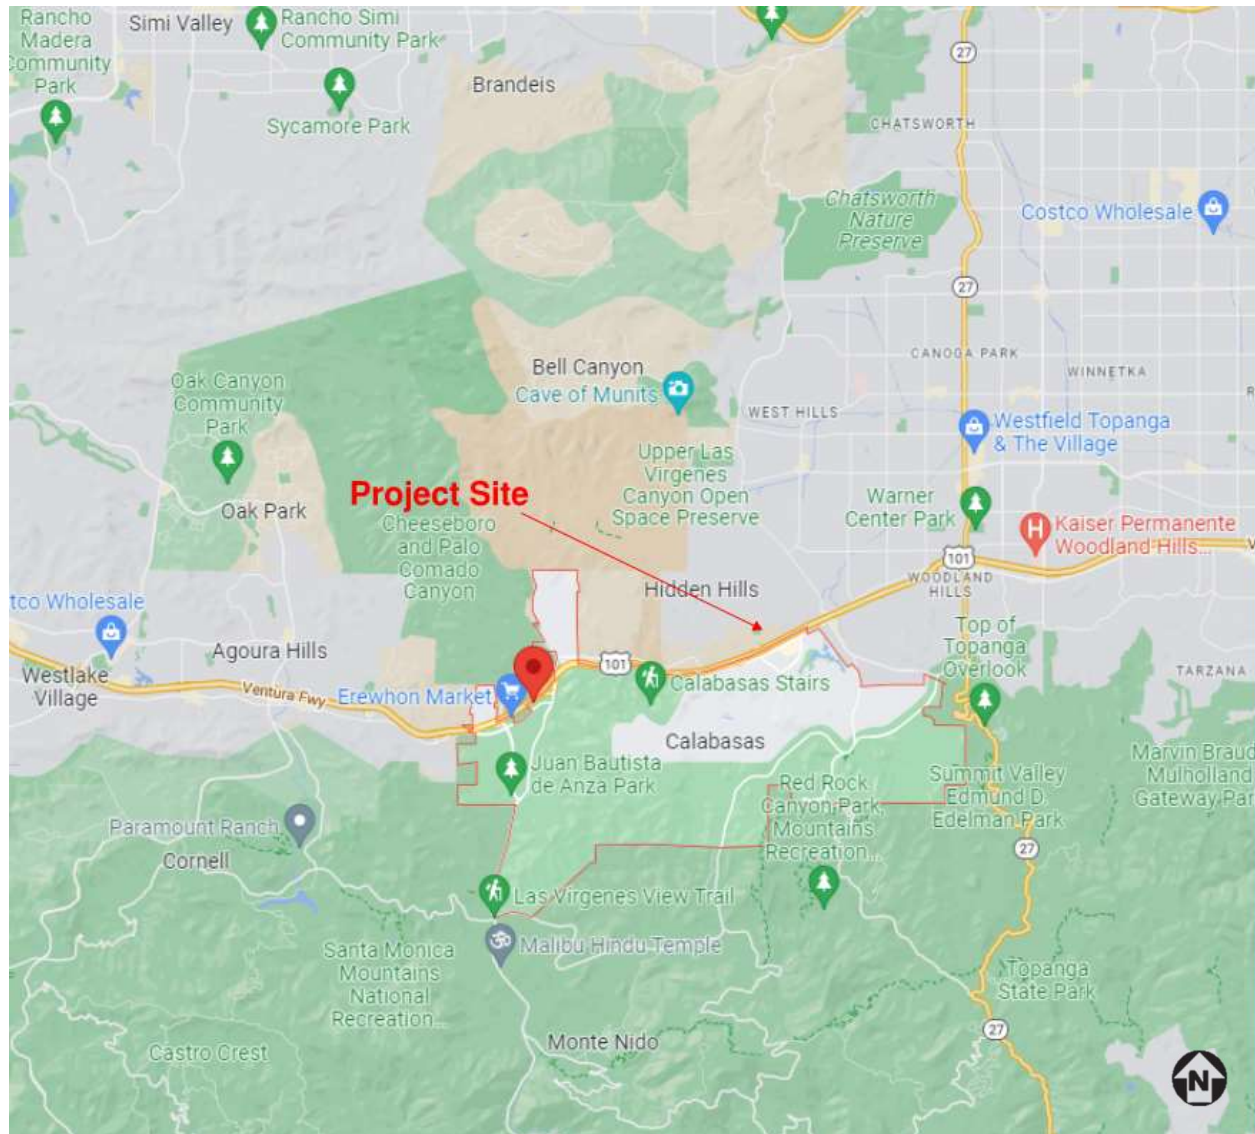 Rancho
Madera
Community
Park
Simi Valley
Rancho Simi
Community Park
Sycamore Park
Brandeis
27
CHATSWORTH
Chatsworth
Nature
Preserve
Costco Wholesale
27
CANOGA PARK
WINNETKA
Bell Canyon
Cave of Munits
WEST HILLS
Westfield Topanga
& The Village
Oak Canyon
Community
Park
Oak Park
Project Site
Upper Las
Virgenes
Canyon Open
Space Preserve
Warner
Center Park
Kaiser Permanente
Woodland Hills...
Cheeseboro
and Palo
Comado
Canyon
101
WOODLAND
HILLS
Hidden Hills
tco Wholesale
Agoura Hills
Westlake
Village
Ventura Fwy
Erewhon Market
101
Calabasas Stairs
Top of
Topanga
Overlook
TARZANA
Calabasas
Juan Bautista
de Anza Park
Red Rock
Canyon Park,
Mountains
Recreation...
Summit Valley
Edmund D.
Edelman Park
Marvin Braud
Mulholland
Gateway Par
Paramount Ranch
Cornell
27
Las Virgenes View Trail
Malibu Hindu Temple
Santa Monica
Mountains
National
Recreation...
Topanga
State Park
27
Castro Crest
Monte Nido
N